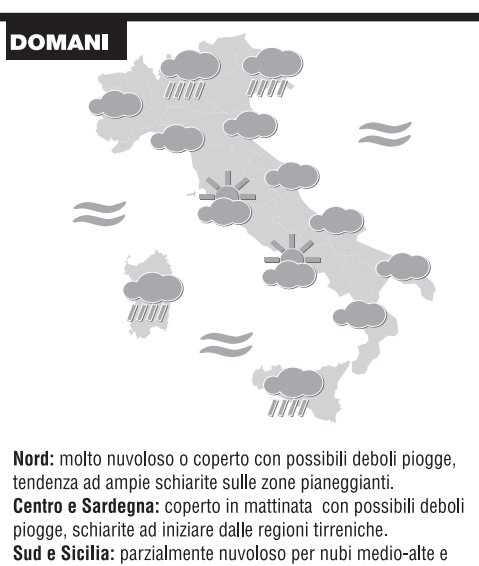 DOMANI
Nord: molto nuvoloso o coperto con possibili deboli piogge,
tendenza ad ampie schiarite sulle zone pianeggianti.
Centro e Sardegna: coperto in mattinata con possibili deboli
piogge, schiarite ad iniziare dalle regioni tirreniche.
Sud e Sicilia: parzialmente nuvoloso per nubi medio-alte e